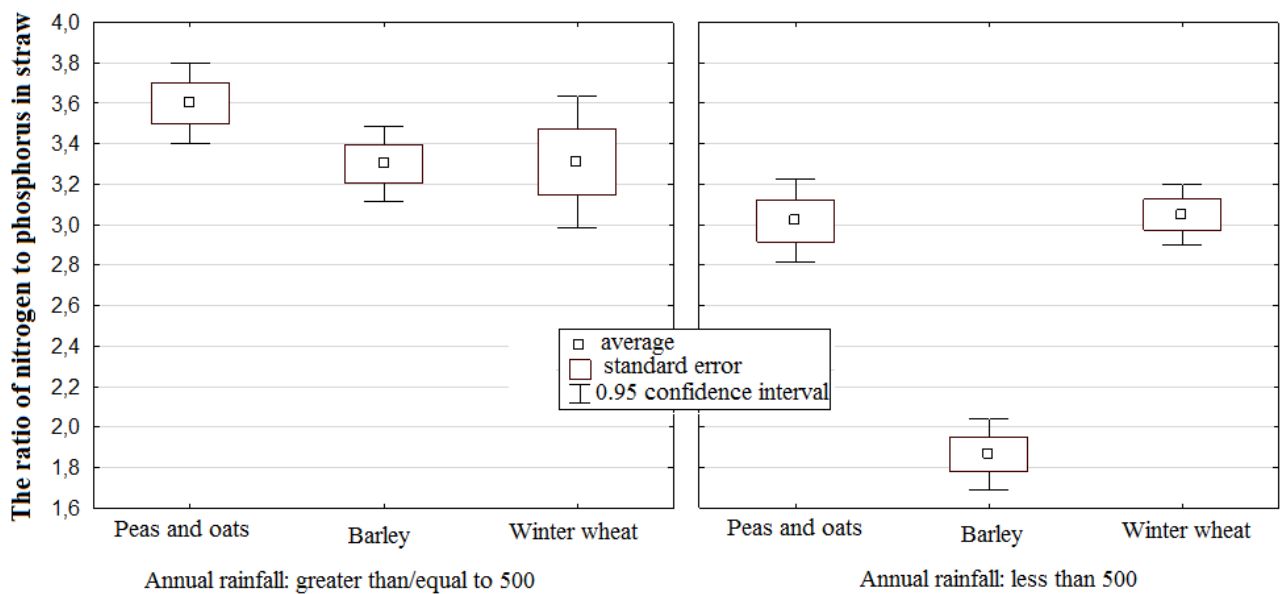 The ratio of nitrogen to phosphorus in straw
4,0
3,8
3,6
3,4
3,2
3,0
2,8
2,6
2,4
2,2
2,0
1,8
1,6
average
standard error
0.95 confidence interval
Peas and oats
Barley
Winter wheat
Peas and oats
Barley
Winter wheat
Annual rainfall: greater than/equal to 500
Annual rainfall: less than 500